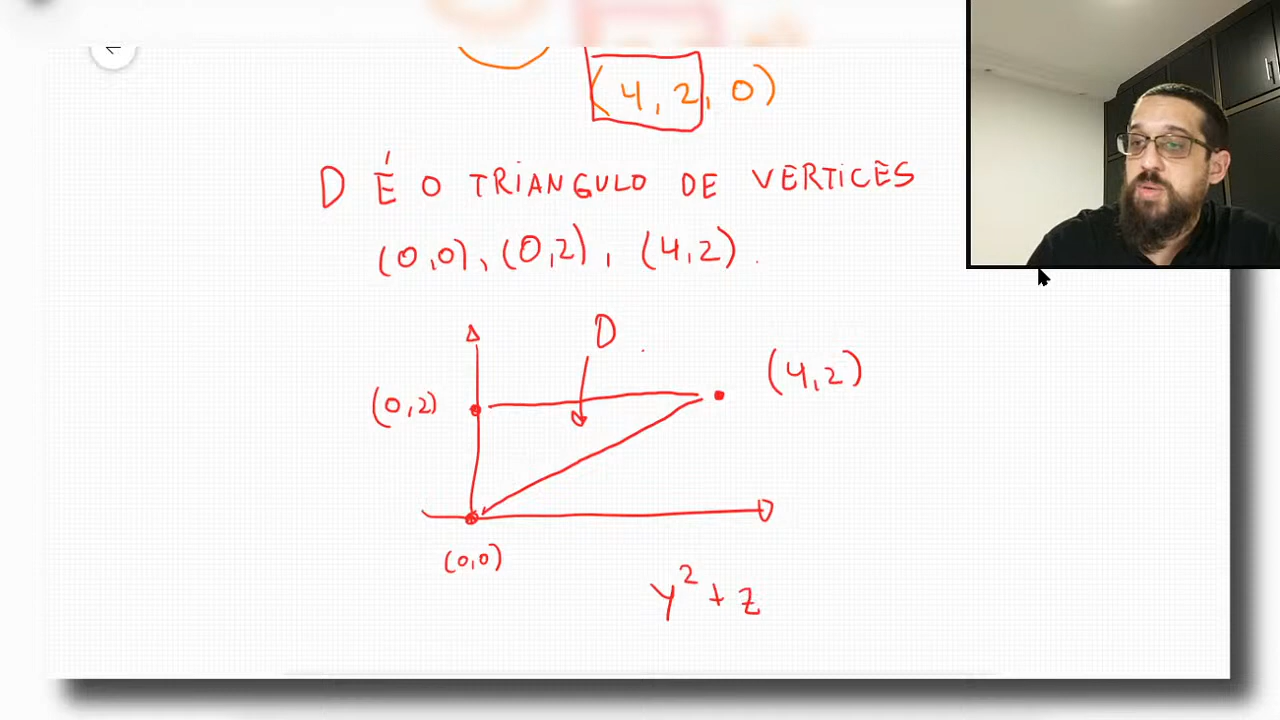 (4,2,0)
D É O TRIANGULO DE VERTICES
(0,0), (0,2), (4,2).
D
(4,2)
(0,2)
(0,0)
y² + z